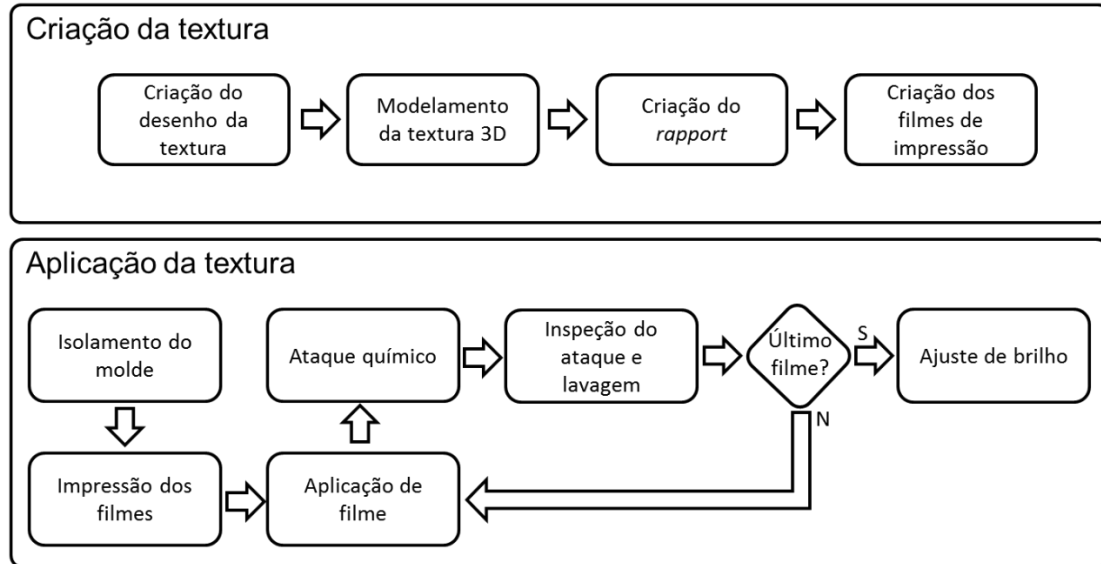 Criação da textura
Criação do
desenho da
textura
Modelamento
da textura 3D
Criação do
rapport
Criação dos
filmes de
impressão
Aplicação da textura
Isolamento do
molde
Impressão dos
filmes
Aplicação de
filme
Ataque químico
Inspeção do
ataque e
lavagem
Último
filme?
S
N
Ajuste de brilho